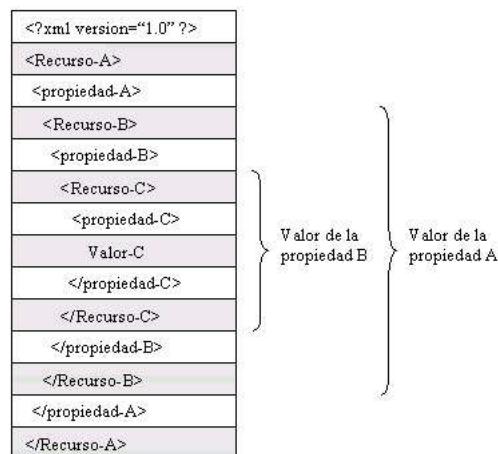 <?xml version=“1.0” ?>
<Recurso-A>
<propiedad-A>
<Recurso-B>
<propiedad-B>
<Recurso-C>
<propiedad-C>
Valor-C
</propiedad-C>
</Recurso-C>
</propiedad-B>
</Recurso-B>
</propiedad-A>
</Recurso-A>
Valor de la
propiedad B
Valor de la
propiedad A